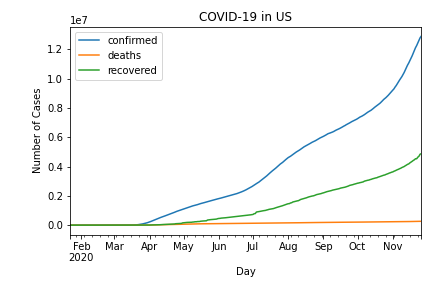 COVID-19 in US
1e7
confirmed
deaths
recovered
Number of Cases
1.2
1.0
0.8
0.6
0.4
0.2
0.0
Feb Mar Apr May Jun Jul Aug Sep Oct Nov
2020
Day